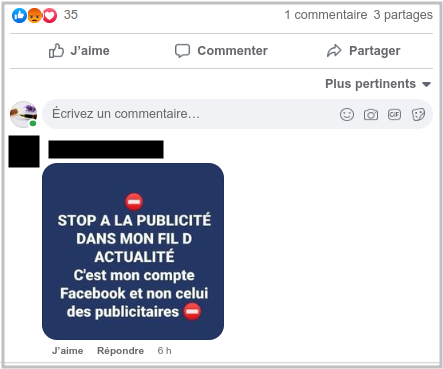 35
1 commentaire 3 partages
J'aime
Commenter
Partager
Plus pertinents
Écrivez un commentaire…
GIF
STOP A LA PUBLICITÉ
DANS MON FIL D
ACTUALITÉ
C'est mon compte
Facebook et non celui
des publicitaires
J'aime Répondre 6 h